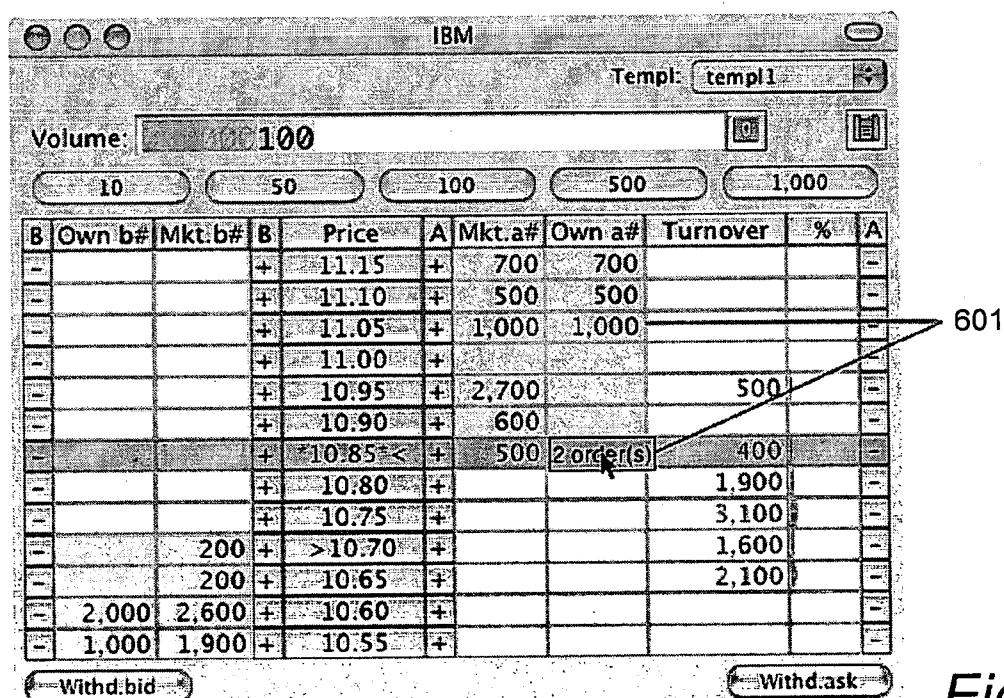 IBM
Templ: templ1
Volume: 100
10 50 100 500 1,000
B Own b# Mkt.b# B Price A Mkt.a# Own a# Turnover % A
- + 11.15 + 700 700 -
- + 11.10 + 500 500 -
- + 11.05 + 1,000 1,000 -
601
- + 11.00 + -
- + 10.95 + 2,700 500 -
- + 10.90 + 600 -
- + *10.85*< + 500 2 order(s) 400 -
- + 10.80 + 1,900 -
- + 10.75 + 3,100 -
- 200 + >10.70 + 1,600 -
- 200 + 10.65 + 2,100 -
- 2,000 2,600 + 10.60 + -
- 1,000 1,900 + 10.55 + -
Withd.bid Withd.ask